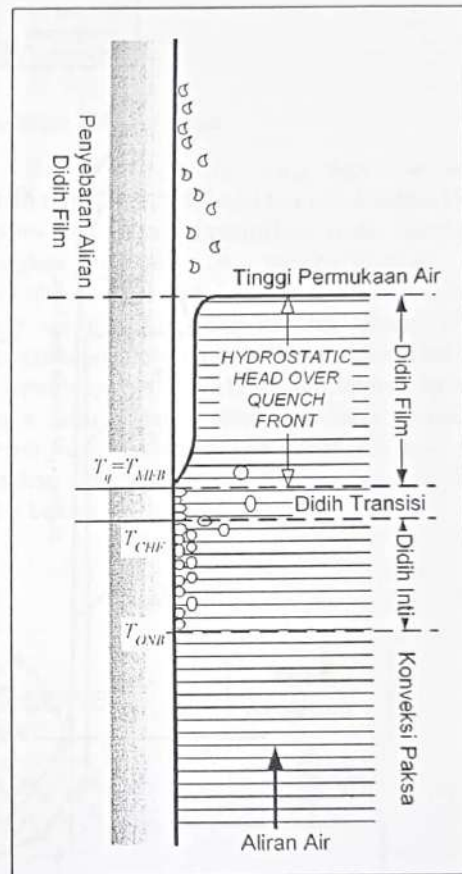 Penyebaran Aliran
Didih Film
Tinggi Permukaan Air
HYDROSTATIC
HEAD OVER
QUENCH
FRONT
Didih Film
T_q=T_MFB
Didih Transisi
T_CHF
Didih Inti
T_ONB
Konveksi Paksa
Aliran Air